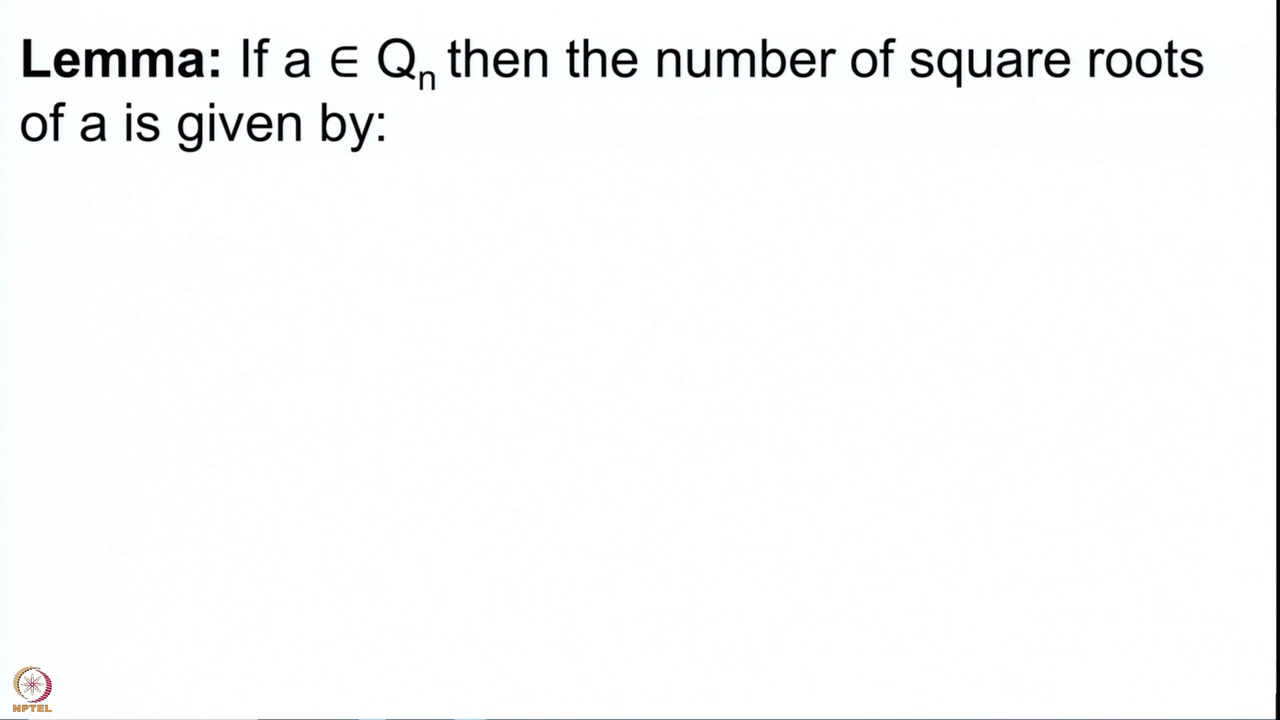 Lemma: If a ∈ Qₙ then the number of square roots
of a is given by:
NPTEL